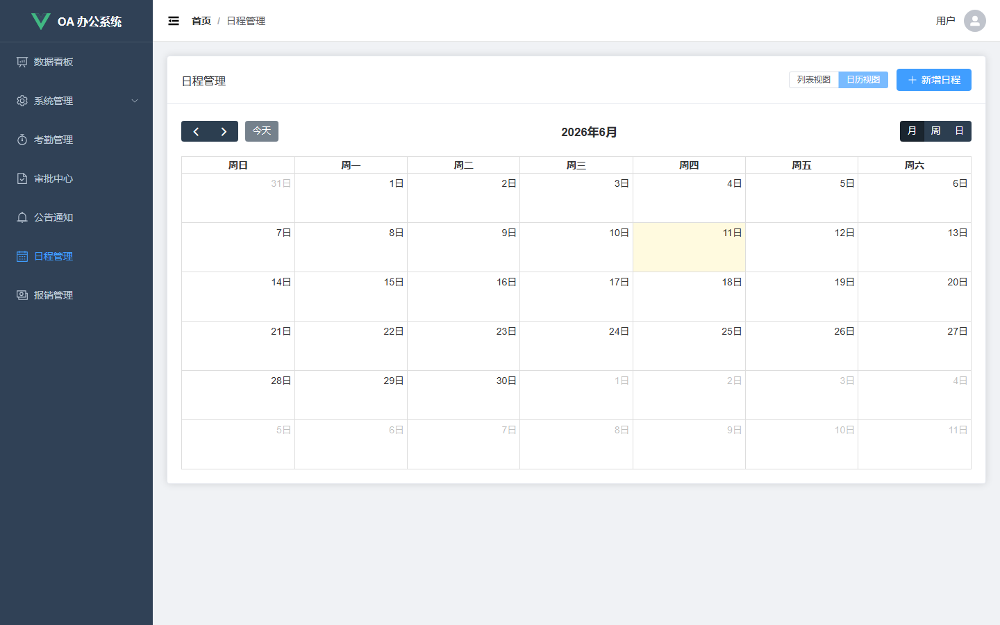 OA 办公系统
数据看板
系统管理
考勤管理
审批中心
公告通知
日程管理
报销管理
首页 / 日程管理
用户
日程管理
列表视图 日历视图 新增日程
今天
2026年6月
月 周 日
周日 周一 周二 周三 周四 周五 周六
31日 1日 2日 3日 4日 5日 6日
7日 8日 9日 10日 11日 12日 13日
14日 15日 16日 17日 18日 19日 20日
21日 22日 23日 24日 25日 26日 27日
28日 29日 30日 1日 2日 3日 4日
5日 6日 7日 8日 9日 10日 11日